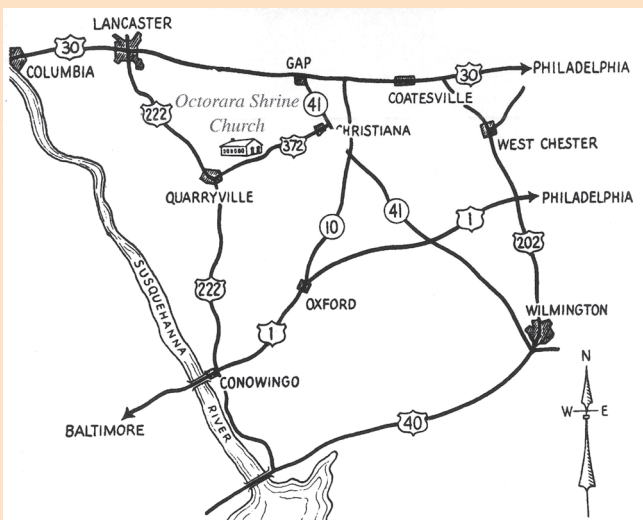 LANCASTER
30
COLUMBIA
GAP
30
PHILADELPHIA
COATESVILLE
222
Octorara Shrine
Church
41
CHRISTIANA
372
WEST CHESTER
QUARRYVILLE
PHILADELPHIA
1
41
10
202
SUSQUEHANNA
RIVER
222
OXFORD
WILMINGTON
1
CONOWINGO
BALTIMORE
40
N
W
E